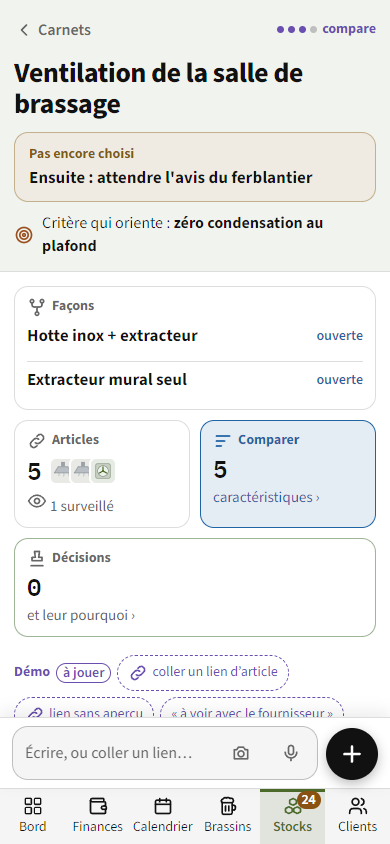 Carnets
compare
Ventilation de la salle de
brassage
Pas encore choisi
Ensuite : attendre l'avis du ferblantier
Critère qui oriente : zéro condensation au
plafond
Façons
Hotte inox + extracteur ouverte
Extracteur mural seul ouverte
Articles
5
1 surveillé
Comparer
5
caractéristiques ›
Décisions
0
et leur pourquoi ›
Démo à jouer coller un lien d'article
lien sans aperçu « à voir avec le fournisseur »
Écrire, ou coller un lien…
24
Bord Finances Calendrier Brassins Stocks Clients